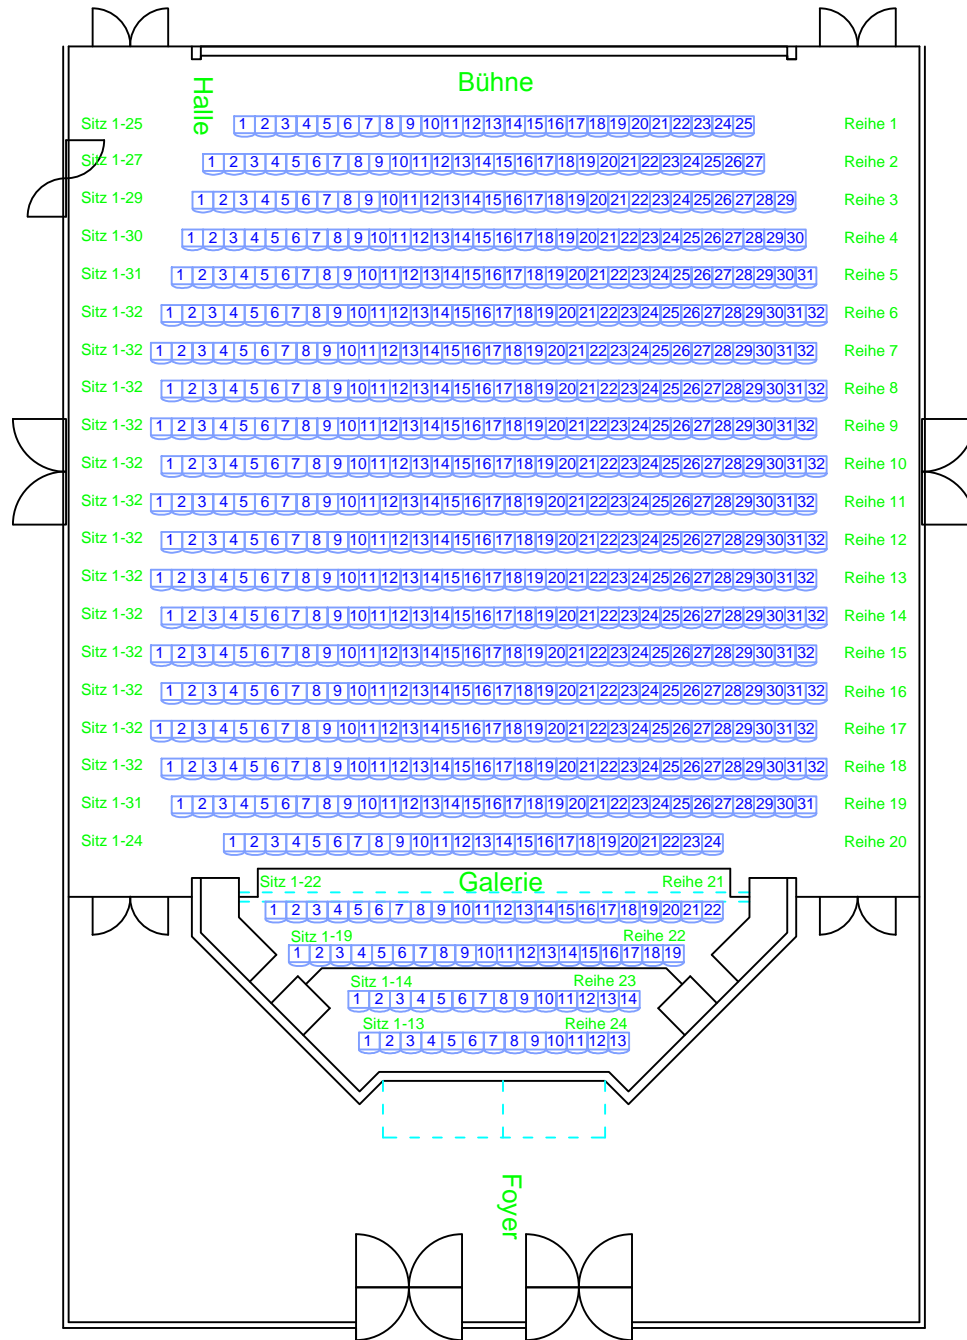 Bühne
Halle
Sitz 1-25 1 2 3 4 5 6 7 8 9 10 11 12 13 14 15 16 17 18 19 20 21 22 23 24 25 Reihe 1
Sitz 1-27 1 2 3 4 5 6 7 8 9 10 11 12 13 14 15 16 17 18 19 20 21 22 23 24 25 26 27 Reihe 2
Sitz 1-29 1 2 3 4 5 6 7 8 9 10 11 12 13 14 15 16 17 18 19 20 21 22 23 24 25 26 27 28 29 Reihe 3
Sitz 1-30 1 2 3 4 5 6 7 8 9 10 11 12 13 14 15 16 17 18 19 20 21 22 23 24 25 26 27 28 29 30 Reihe 4
Sitz 1-31 1 2 3 4 5 6 7 8 9 10 11 12 13 14 15 16 17 18 19 20 21 22 23 24 25 26 27 28 29 30 31 Reihe 5
Sitz 1-32 1 2 3 4 5 6 7 8 9 10 11 12 13 14 15 16 17 18 19 20 21 22 23 24 25 26 27 28 29 30 31 32 Reihe 6
Sitz 1-32 1 2 3 4 5 6 7 8 9 10 11 12 13 14 15 16 17 18 19 20 21 22 23 24 25 26 27 28 29 30 31 32 Reihe 7
Sitz 1-32 1 2 3 4 5 6 7 8 9 10 11 12 13 14 15 16 17 18 19 20 21 22 23 24 25 26 27 28 29 30 31 32 Reihe 8
Sitz 1-32 1 2 3 4 5 6 7 8 9 10 11 12 13 14 15 16 17 18 19 20 21 22 23 24 25 26 27 28 29 30 31 32 Reihe 9
Sitz 1-32 1 2 3 4 5 6 7 8 9 10 11 12 13 14 15 16 17 18 19 20 21 22 23 24 25 26 27 28 29 30 31 32 Reihe 10
Sitz 1-32 1 2 3 4 5 6 7 8 9 10 11 12 13 14 15 16 17 18 19 20 21 22 23 24 25 26 27 28 29 30 31 32 Reihe 11
Sitz 1-32 1 2 3 4 5 6 7 8 9 10 11 12 13 14 15 16 17 18 19 20 21 22 23 24 25 26 27 28 29 30 31 32 Reihe 12
Sitz 1-32 1 2 3 4 5 6 7 8 9 10 11 12 13 14 15 16 17 18 19 20 21 22 23 24 25 26 27 28 29 30 31 32 Reihe 13
Sitz 1-32 1 2 3 4 5 6 7 8 9 10 11 12 13 14 15 16 17 18 19 20 21 22 23 24 25 26 27 28 29 30 31 32 Reihe 14
Sitz 1-32 1 2 3 4 5 6 7 8 9 10 11 12 13 14 15 16 17 18 19 20 21 22 23 24 25 26 27 28 29 30 31 32 Reihe 15
Sitz 1-32 1 2 3 4 5 6 7 8 9 10 11 12 13 14 15 16 17 18 19 20 21 22 23 24 25 26 27 28 29 30 31 32 Reihe 16
Sitz 1-32 1 2 3 4 5 6 7 8 9 10 11 12 13 14 15 16 17 18 19 20 21 22 23 24 25 26 27 28 29 30 31 32 Reihe 17
Sitz 1-32 1 2 3 4 5 6 7 8 9 10 11 12 13 14 15 16 17 18 19 20 21 22 23 24 25 26 27 28 29 30 31 32 Reihe 18
Sitz 1-31 1 2 3 4 5 6 7 8 9 10 11 12 13 14 15 16 17 18 19 20 21 22 23 24 25 26 27 28 29 30 31 Reihe 19
Sitz 1-24 1 2 3 4 5 6 7 8 9 10 11 12 13 14 15 16 17 18 19 20 21 22 23 24 Reihe 20
Sitz 1-22 Galerie Reihe 21
1 2 3 4 5 6 7 8 9 10 11 12 13 14 15 16 17 18 19 20 21 22
Sitz 1-19 Reihe 22
1 2 3 4 5 6 7 8 9 10 11 12 13 14 15 16 17 18 19
Sitz 1-14 Reihe 23
1 2 3 4 5 6 7 8 9 10 11 12 13 14
Sitz 1-13 Reihe 24
1 2 3 4 5 6 7 8 9 10 11 12 13
Foyer